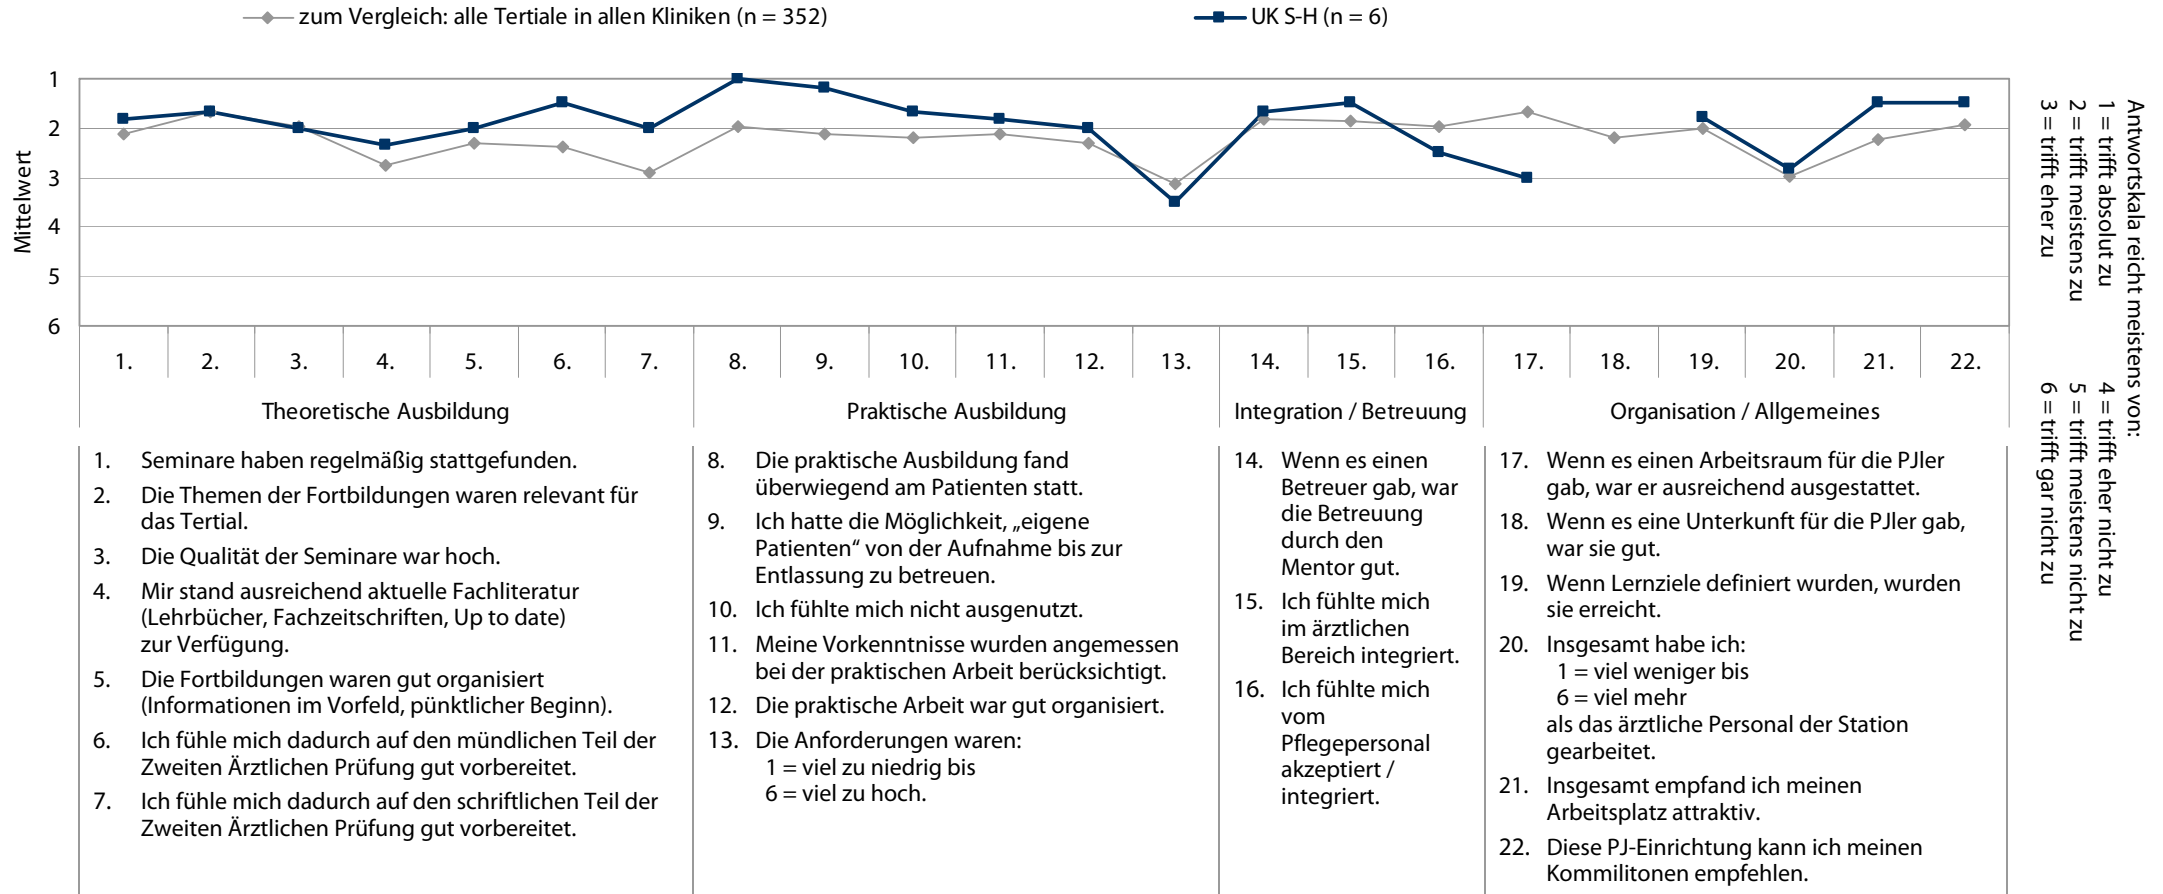 zum Vergleich: alle Tertiale in allen Kliniken (n = 352)
UK S-H (n = 6)
Mittelwert
1
2
3
4
5
6
1. 2. 3. 4. 5. 6. 7. 8. 9. 10. 11. 12. 13. 14. 15. 16. 17. 18. 19. 20. 21. 22.
Theoretische Ausbildung
Praktische Ausbildung
Integration / Betreuung
Organisation / Allgemeines
1. Seminare haben regelmäßig stattgefunden.
2. Die Themen der Fortbildungen waren relevant für
das Tertial.
3. Die Qualität der Seminare war hoch.
4. Mir stand ausreichend aktuelle Fachliteratur
(Lehrbücher, Fachzeitschriften, Up to date)
zur Verfügung.
5. Die Fortbildungen waren gut organisiert
(Informationen im Vorfeld, pünktlicher Beginn).
6. Ich fühle mich dadurch auf den mündlichen Teil der
Zweiten Ärztlichen Prüfung gut vorbereitet.
7. Ich fühle mich dadurch auf den schriftlichen Teil der
Zweiten Ärztlichen Prüfung gut vorbereitet.
8. Die praktische Ausbildung fand
überwiegend am Patienten statt.
9. Ich hatte die Möglichkeit, „eigene
Patienten“ von der Aufnahme bis zur
Entlassung zu betreuen.
10. Ich fühlte mich nicht ausgenutzt.
11. Meine Vorkenntnisse wurden angemessen
bei der praktischen Arbeit berücksichtigt.
12. Die praktische Arbeit war gut organisiert.
13. Die Anforderungen waren:
1 = viel zu niedrig bis
6 = viel zu hoch.
14. Wenn es einen
Betreuer gab, war
die Betreuung
durch den
Mentor gut.
15. Ich fühlte mich
im ärztlichen
Bereich integriert.
16. Ich fühlte mich
vom
Pflegepersonal
akzeptiert /
integriert.
17. Wenn es einen Arbeitsraum für die PJler
gab, war er ausreichend ausgestattet.
18. Wenn es eine Unterkunft für die PJler gab,
war sie gut.
19. Wenn Lernziele definiert wurden, wurden
sie erreicht.
20. Insgesamt habe ich:
1 = viel weniger bis
6 = viel mehr
als das ärztliche Personal der Station
gearbeitet.
21. Insgesamt empfand ich meinen
Arbeitsplatz attraktiv.
22. Diese PJ-Einrichtung kann ich meinen
Kommilitonen empfehlen.
Antwortskala reicht meistens von:
1 = trifft absolut zu
2 = trifft meistens zu
3 = trifft eher zu
4 = trifft eher nicht zu
5 = trifft meistens nicht zu
6 = trifft gar nicht zu